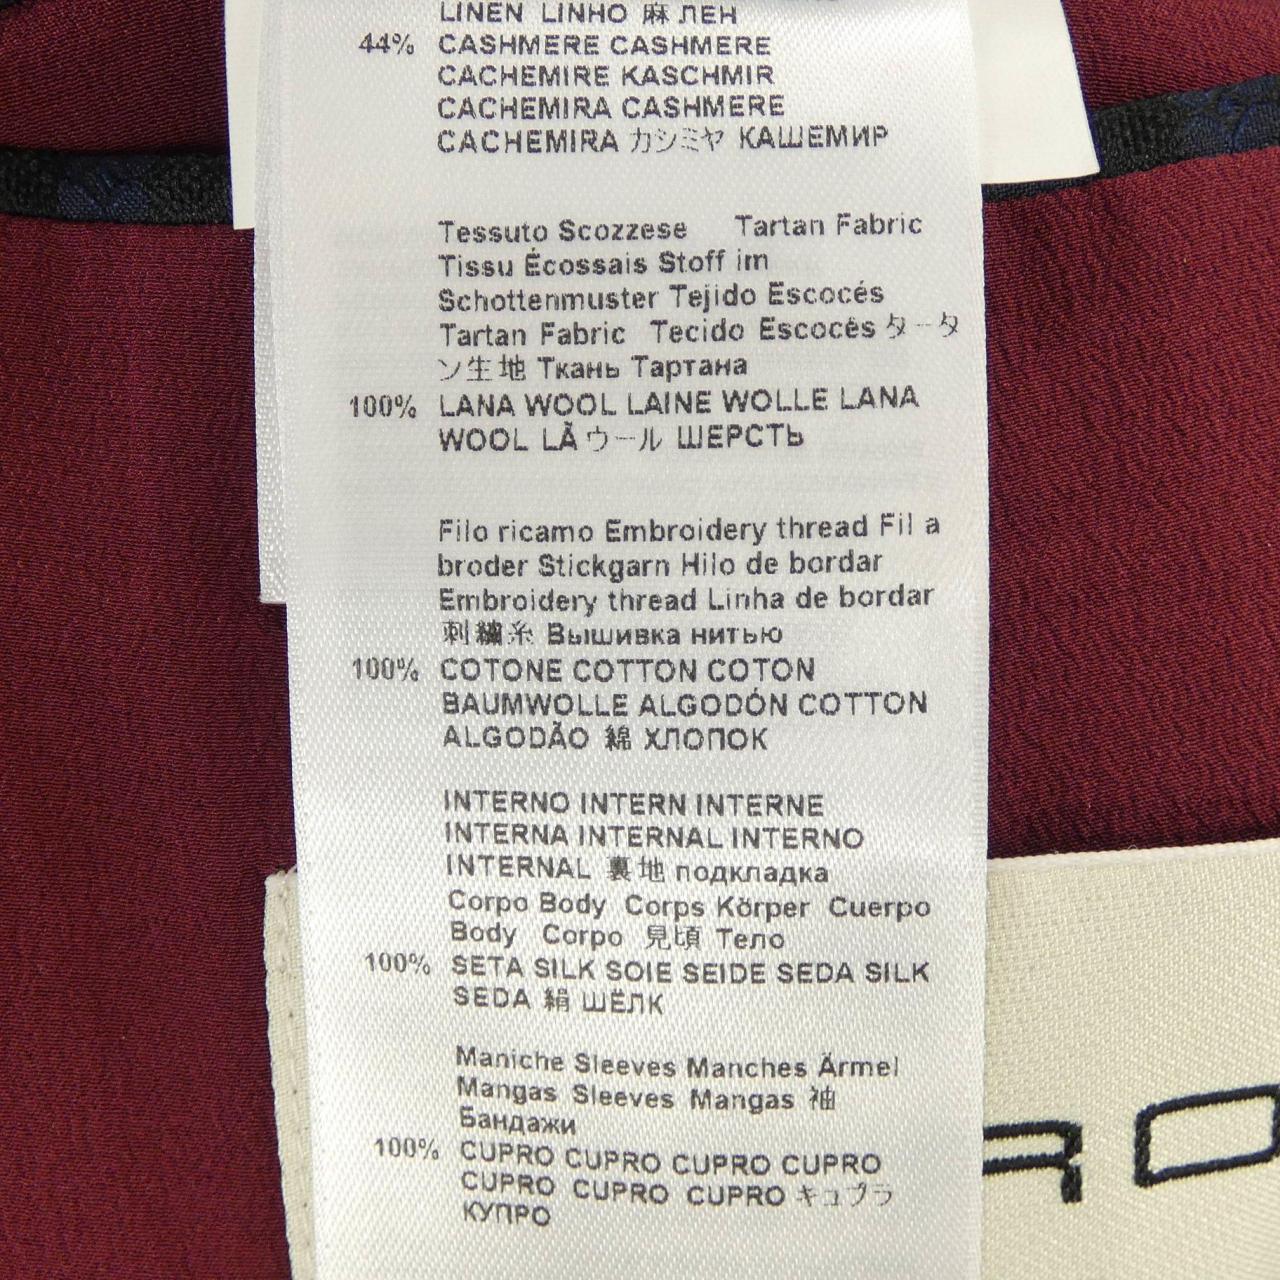 LINEN LINHO 麻 ЛЕН
44% CASHMERE CASHMERE
CACHEMIRE KASCHMIR
CACHEMIRA CASHMERE
CACHEMIRA カシミヤ КАШЕМИР
Tessuto Scozzese Tartan Fabric
Tissu Écossais Stoff im
Schottenmuster Tejido Escocés
Tartan Fabric Tecido Escocês タータ
ン生地 Ткань Тартана
100% LANA WOOL LAINE WOLLE LANA
WOOL LÃ ウール ШЕРСТЬ
Filo ricamo Embroidery thread Fil a
broder Stickgarn Hilo de bordar
Embroidery thread Linha de bordar
刺繍糸 Вышивка нитью
100% COTONE COTTON COTON
BAUMWOLLE ALGODÓN COTTON
ALGODÃO 綿 ХЛОПОК
INTERNO INTERN INTERNE
INTERNA INTERNAL INTERNO
INTERNAL 裏地 подкладка
Corpo Body Corps Körper Cuerpo
Body Corpo 見頃 Тело
100% SETA SILK SOIE SEIDE SEDA SILK
SEDA 絹 ШЁЛК
Maniche Sleeves Manches Ärmel
Mangas Sleeves Mangas 袖
Бандажи
100% CUPRO CUPRO CUPRO CUPRO
CUPRO CUPRO CUPRO キュプラ
КУПРО
RO